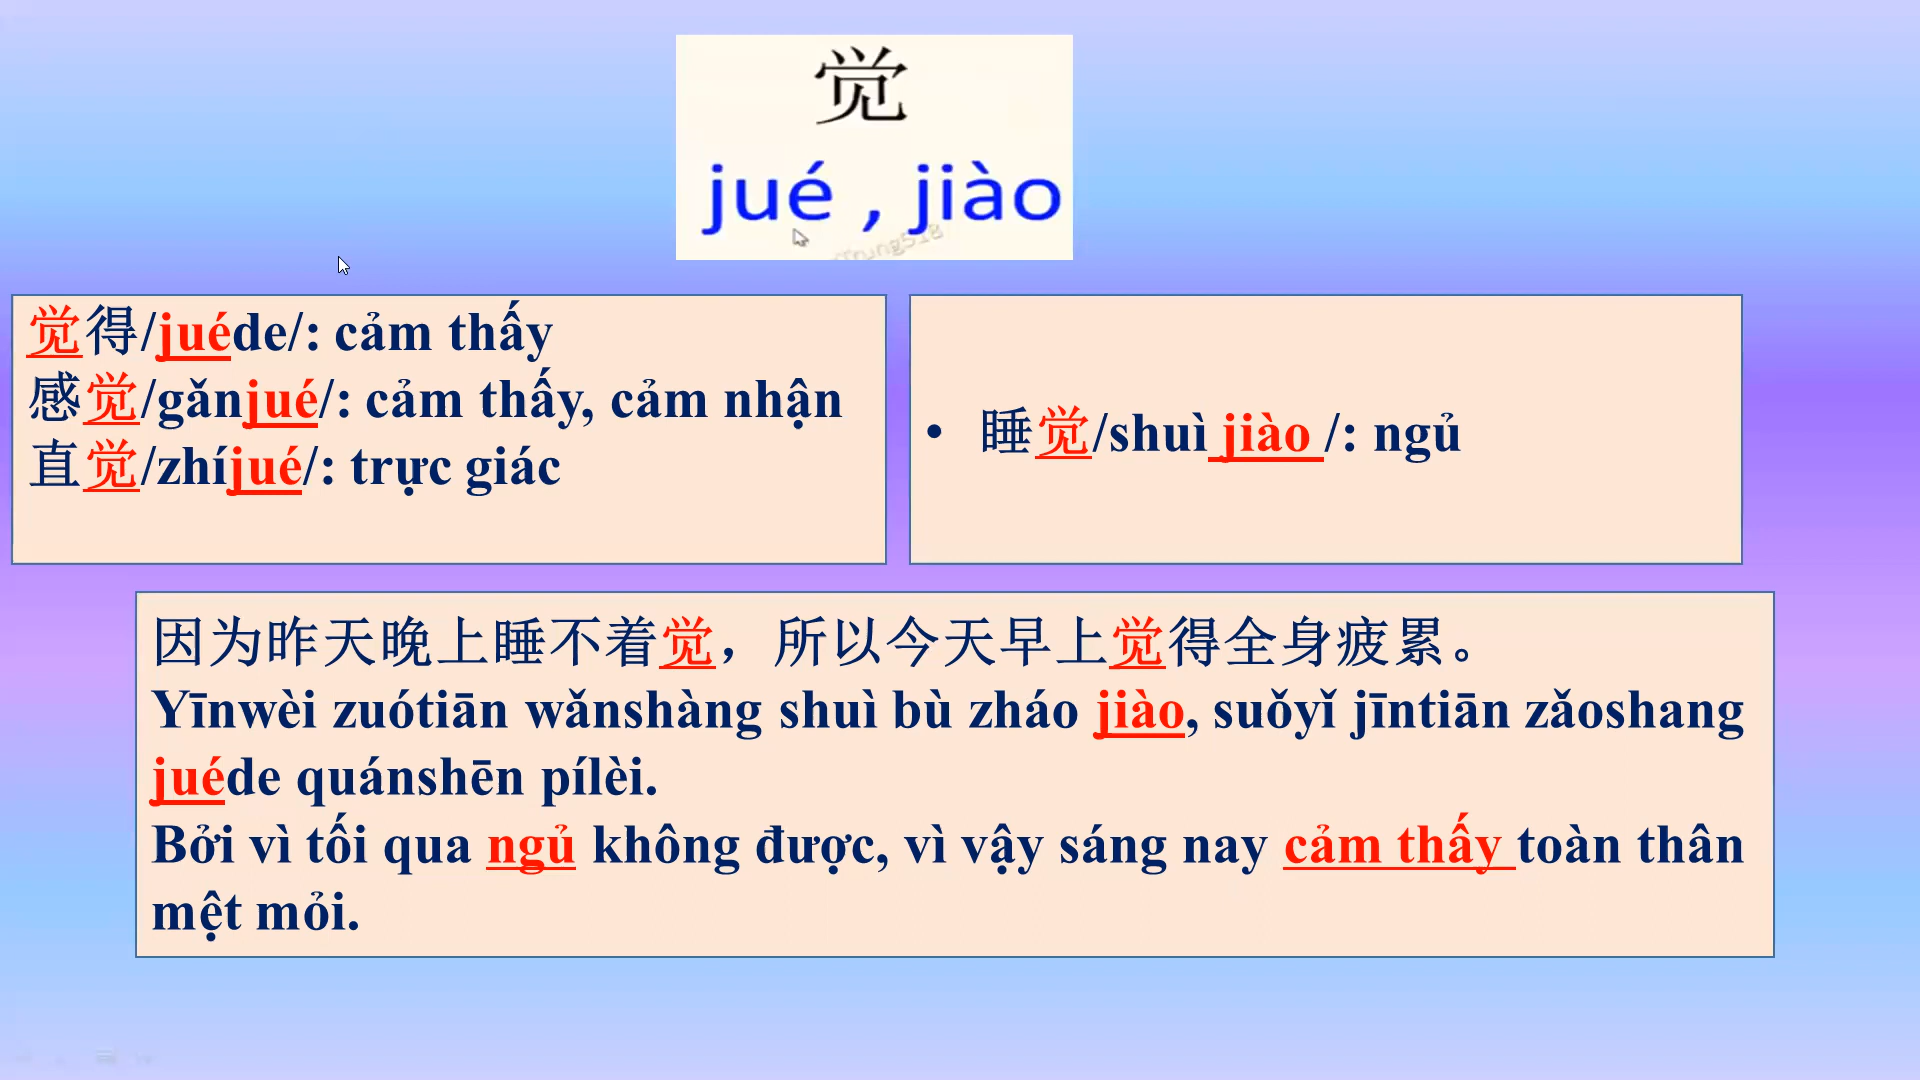 觉
jué , jiào
觉得/juéde/: cảm thấy
感觉/gǎnjué/: cảm thấy, cảm nhận
直觉/zhíjué/: trực giác
• 睡觉/shuì jiào /: ngủ
因为昨天晚上睡不着觉，所以今天早上觉得全身疲累。
Yīnwèi zuótiān wǎnshàng shuì bù zháo jiào, suǒyǐ jīntiān zǎoshang
juéde quánshēn pílèi.
Bởi vì tối qua ngủ không được, vì vậy sáng nay cảm thấy toàn thân
mệt mỏi.